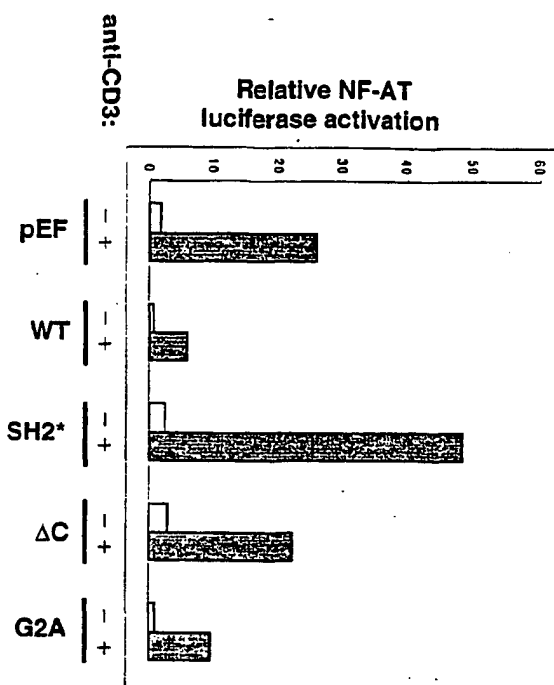 Relative NF-AT
luciferase activation
0 10 20 30 40 50 60
anti-CD3:
− +
pEF
− +
WT
− +
SH2*
− +
ΔC
− +
G2A